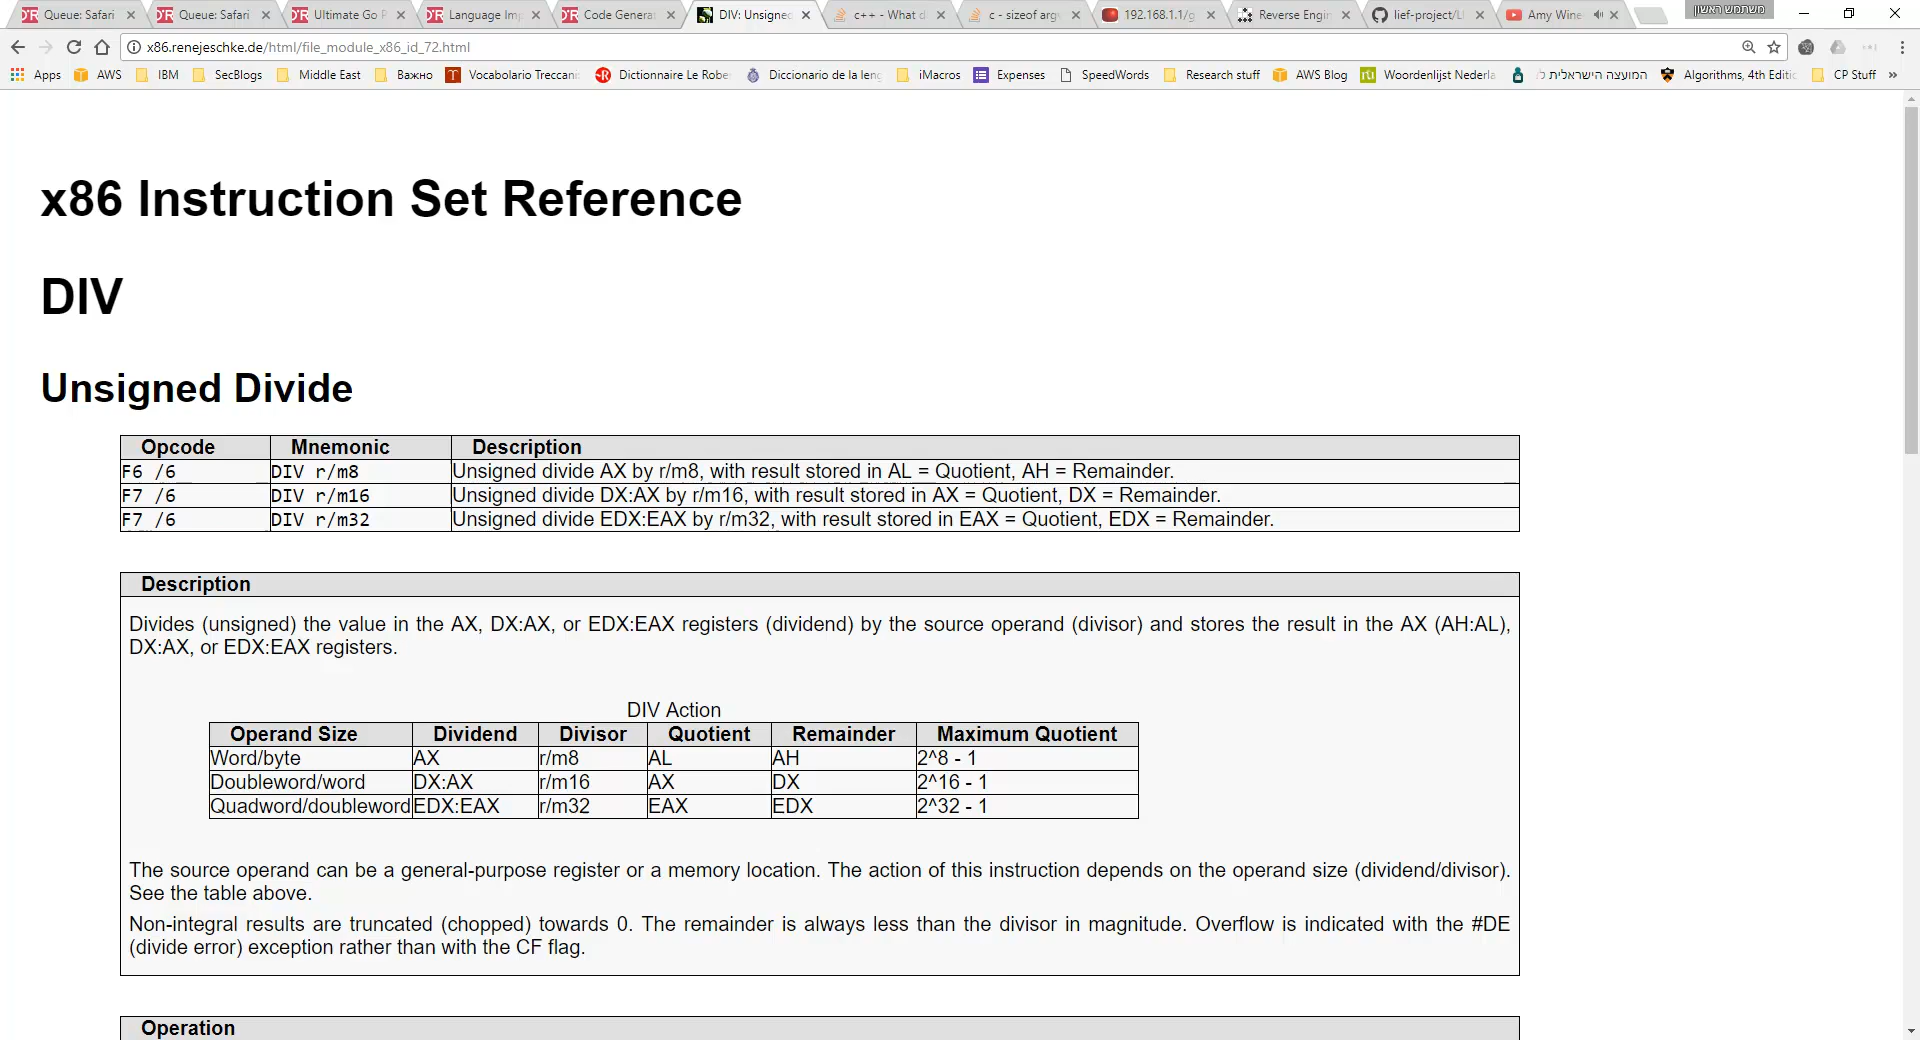 Queue: Safari
Queue: Safari
Ultimate Go P
Language Imp
Code Generat
DIV: Unsigned
c++ - What d
c - sizeof arg
192.168.1.1/g
Reverse Engin
lief-project/LI
Amy Wine
משתמש ראשון
x86.renejeschke.de/html/file_module_x86_id_72.html
Apps
AWS
IBM
SecBlogs
Middle East
Важно
Vocabolario Treccani
Dictionnaire Le Robe
Diccionario de la leng
iMacros
Expenses
SpeedWords
Research stuff
AWS Blog
Woordenlijst Nederla
המועצה הישראלית ל
Algorithms, 4th Editic
CP Stuff
»
x86 Instruction Set Reference
DIV
Unsigned Divide
Opcode Mnemonic Description
F6 /6 DIV r/m8 Unsigned divide AX by r/m8, with result stored in AL = Quotient, AH = Remainder.
F7 /6 DIV r/m16 Unsigned divide DX:AX by r/m16, with result stored in AX = Quotient, DX = Remainder.
F7 /6 DIV r/m32 Unsigned divide EDX:EAX by r/m32, with result stored in EAX = Quotient, EDX = Remainder.
Description
Divides (unsigned) the value in the AX, DX:AX, or EDX:EAX registers (dividend) by the source operand (divisor) and stores the result in the AX (AH:AL),
DX:AX, or EDX:EAX registers.
DIV Action
Operand Size Dividend Divisor Quotient Remainder Maximum Quotient
Word/byte AX r/m8 AL AH 2^8 - 1
Doubleword/word DX:AX r/m16 AX DX 2^16 - 1
Quadword/doubleword EDX:EAX r/m32 EAX EDX 2^32 - 1
The source operand can be a general-purpose register or a memory location. The action of this instruction depends on the operand size (dividend/divisor).
See the table above.
Non-integral results are truncated (chopped) towards 0. The remainder is always less than the divisor in magnitude. Overflow is indicated with the #DE
(divide error) exception rather than with the CF flag.
Operation